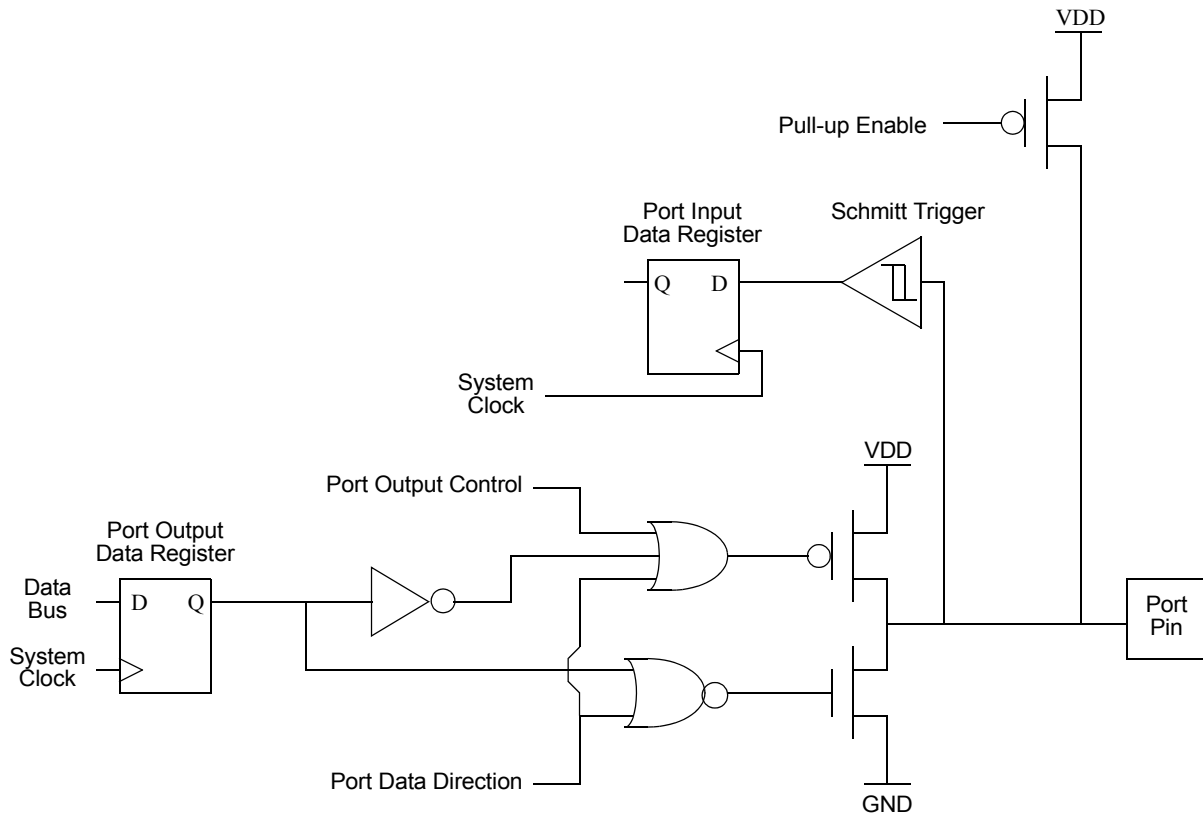 VDD
Pull-up Enable
Port Input
Data Register
Schmitt Trigger
Q
D
System
Clock
VDD
Port Output Control
Port Output
Data Register
Data
Bus
D
Q
System
Clock
Port
Pin
Port Data Direction
GND